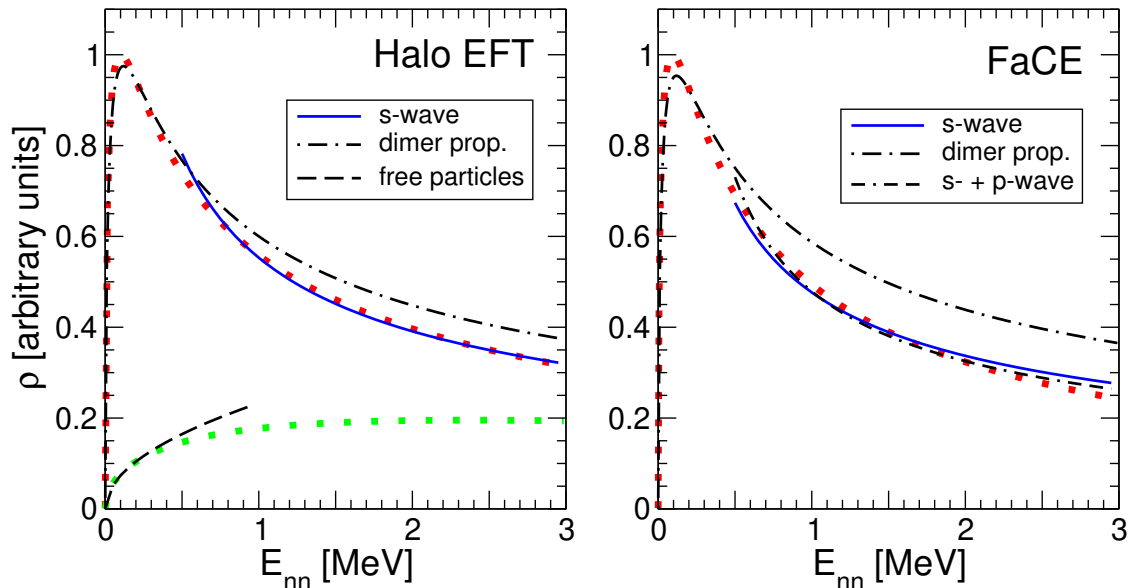 Halo EFT
s-wave
dimer prop.
free particles
ρ [arbitrary units]
1
0.8
0.6
0.4
0.2
0
0
1
2
3
E_nn [MeV]
FaCE
s-wave
dimer prop.
s- + p-wave
1
0.8
0.6
0.4
0.2
0
0
1
2
3
E_nn [MeV]